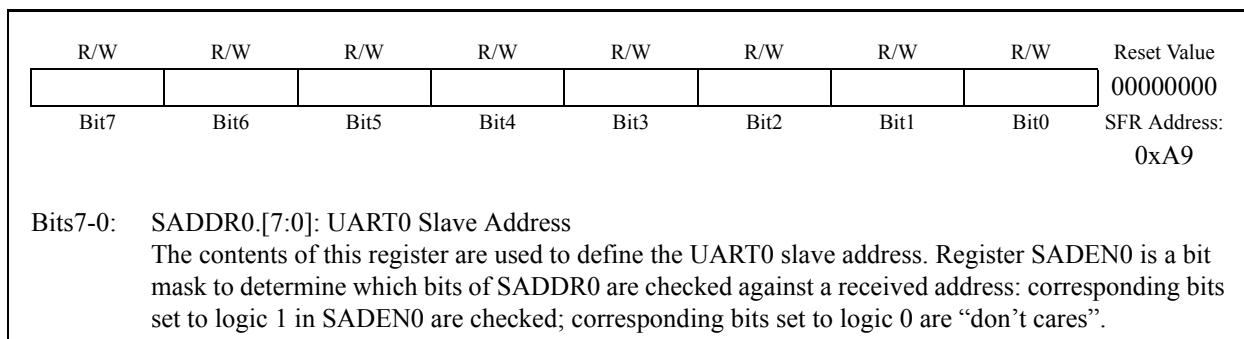 R/W R/W R/W R/W R/W R/W R/W R/W Reset Value
00000000
Bit7 Bit6 Bit5 Bit4 Bit3 Bit2 Bit1 Bit0 SFR Address:
0xA9
Bits7-0: SADDR0.[7:0]: UART0 Slave Address
The contents of this register are used to define the UART0 slave address. Register SADEN0 is a bit
mask to determine which bits of SADDR0 are checked against a received address: corresponding bits
set to logic 1 in SADEN0 are checked; corresponding bits set to logic 0 are “don’t cares”.